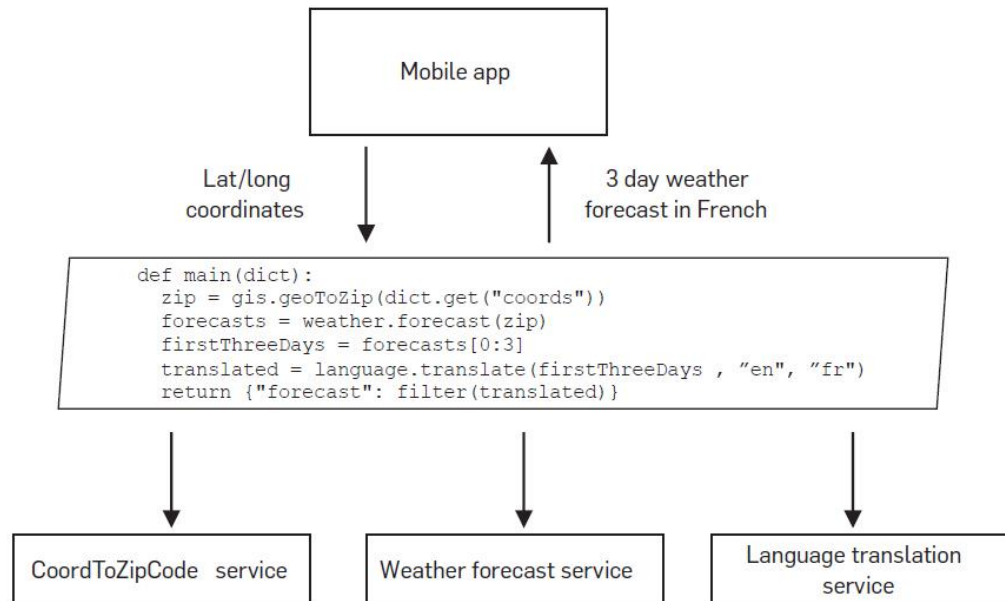 Mobile app
Lat/long
coordinates
3 day weather
forecast in French
def main(dict):
  zip = gis.geoToZip(dict.get("coords"))
  forecasts = weather.forecast(zip)
  firstThreeDays = forecasts[0:3]
  translated = language.translate(firstThreeDays , ″en", ″fr")
  return {"forecast": filter(translated)}
CoordToZipCode service
Weather forecast service
Language translation
service